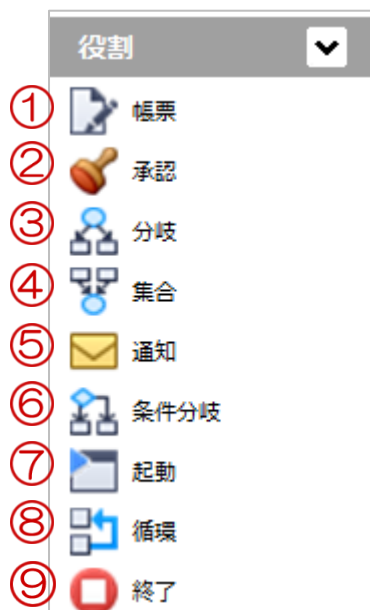 役割
① 帳票
② 承認
③ 分岐
④ 集合
⑤ 通知
⑥ 条件分岐
⑦ 起動
⑧ 循環
⑨ 終了